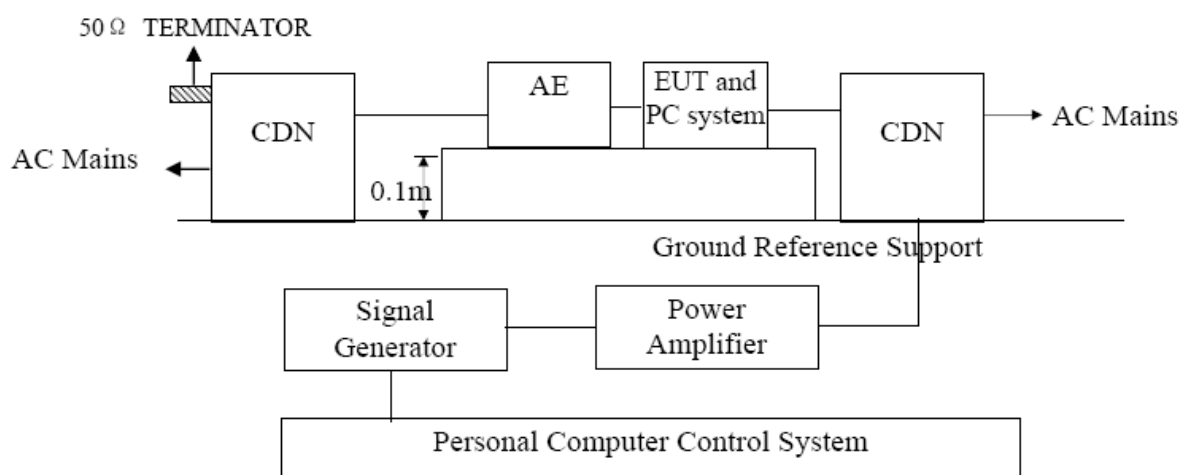 50 Ω TERMINATOR
AE
EUT and
PC system
CDN
CDN
AC Mains
AC Mains
0.1m
Ground Reference Support
Signal
Generator
Power
Amplifier
Personal Computer Control System